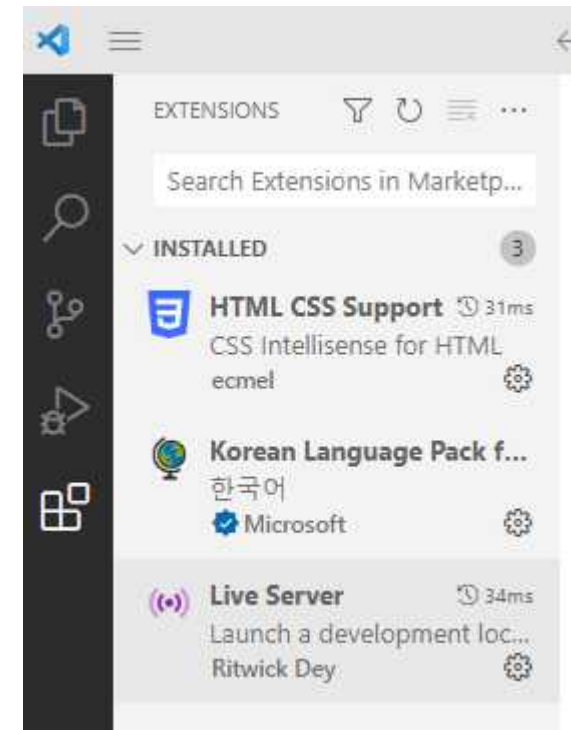 EXTENSIONS
Search Extensions in Marketp...
INSTALLED 3
HTML CSS Support 31ms
CSS Intellisense for HTML
ecmel
Korean Language Pack f...
한국어
Microsoft
Live Server 34ms
Launch a development loc...
Ritwick Dey